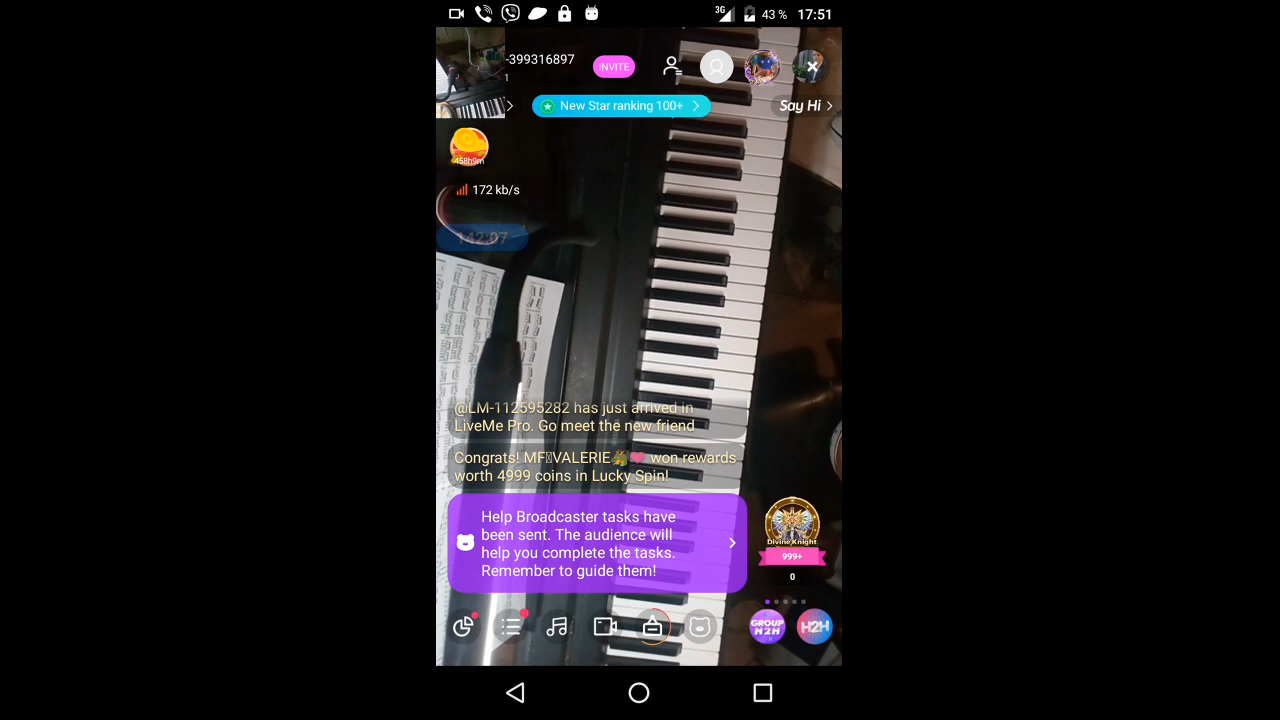 3G 43 % 17:51
-399316897
1
INVITE
New Star ranking 100+
Say Hi
458h9m
172 kb/s
142:07
@LM-112595282 has just arrived in
LiveMe Pro. Go meet the new friend
Congrats! MF VALERIE won rewards
worth 4999 coins in Lucky Spin!
Help Broadcaster tasks have
been sent. The audience will
help you complete the tasks.
Remember to guide them!
Divine Knight
999+
0
GROUP
H2H
H2H